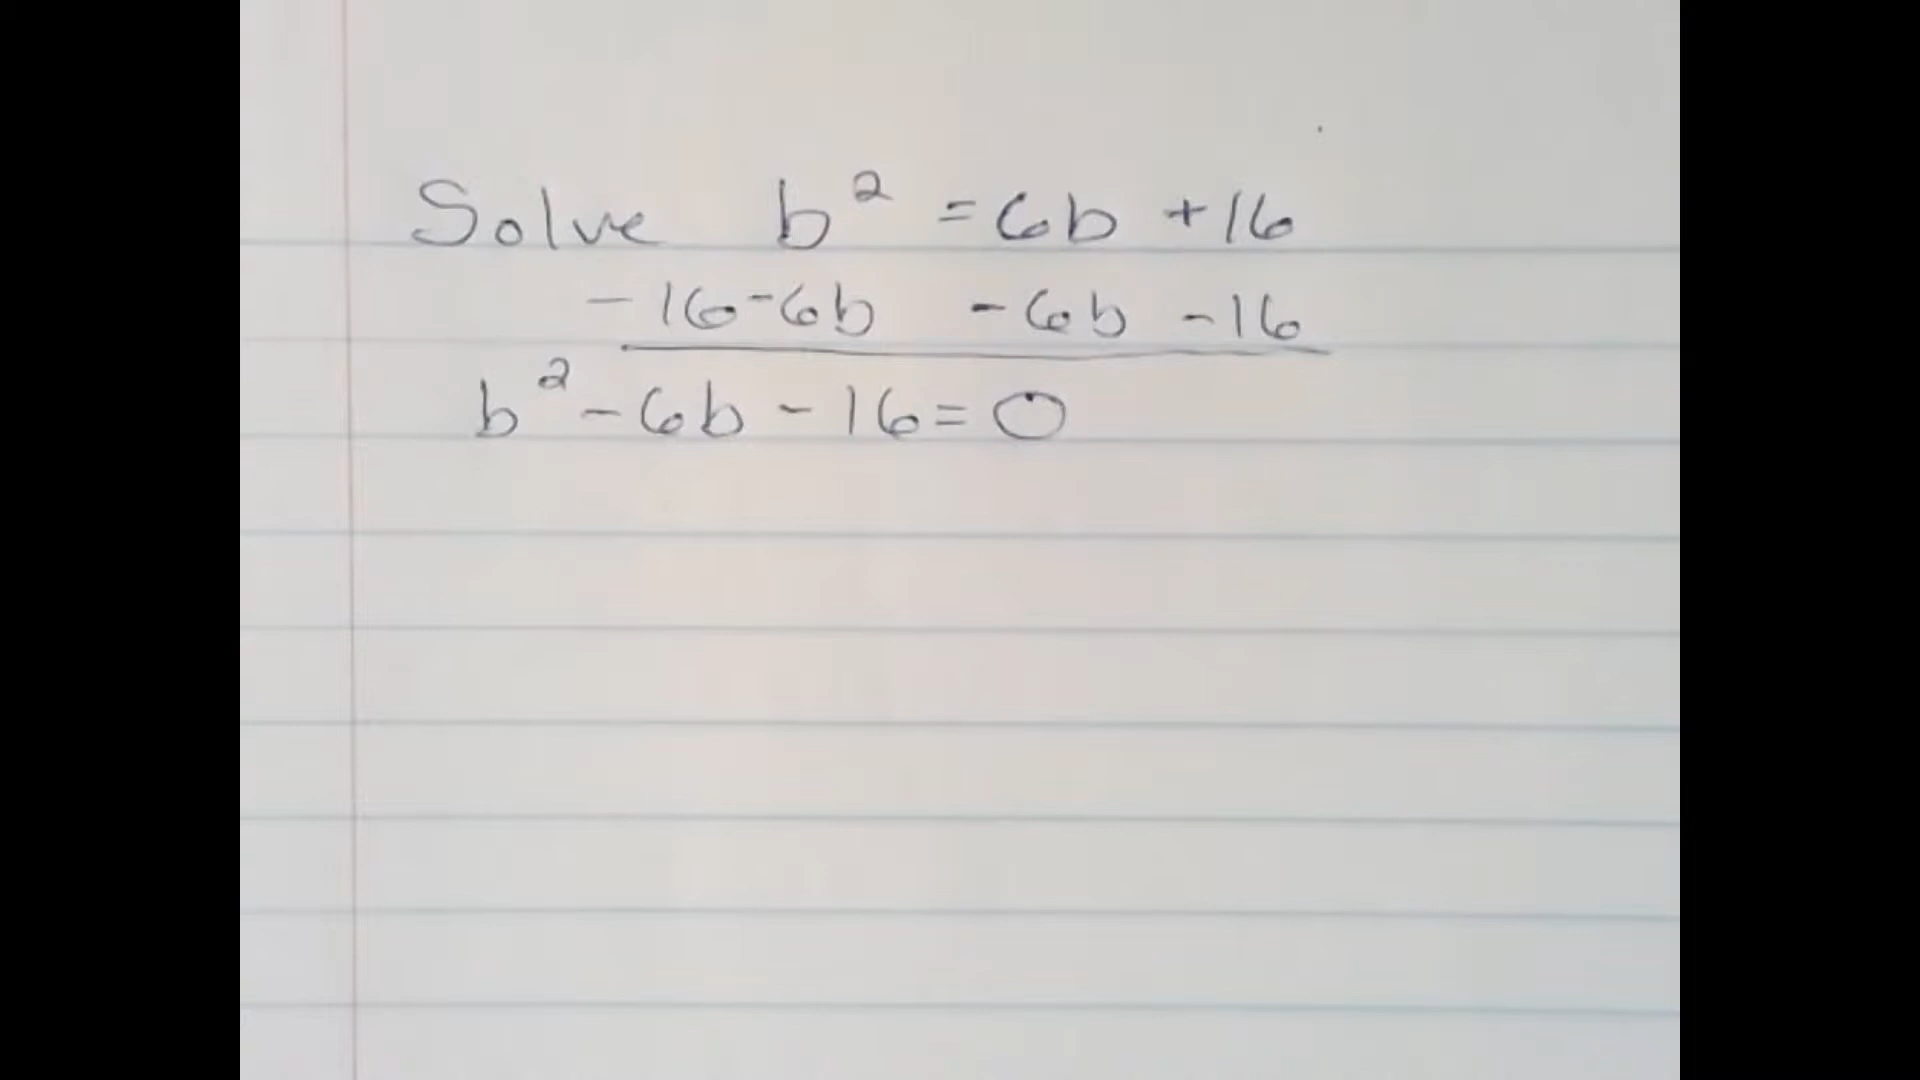 Solve b² = 6b + 16
- 16 - 6b - 6b - 16
b² - 6b - 16 = 0